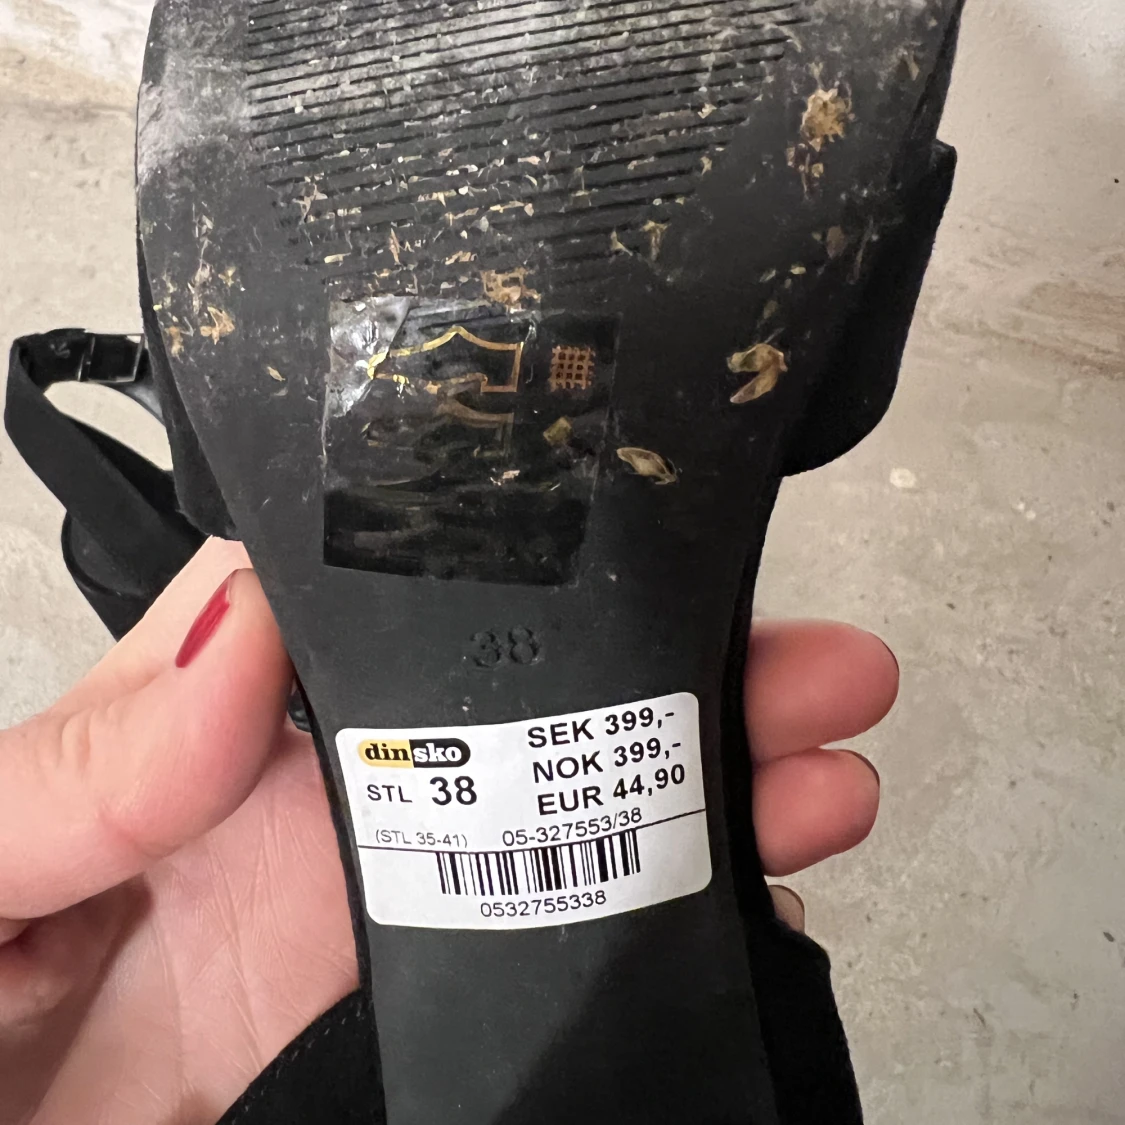 38
dinsko
STL 38
SEK 399,-
NOK 399,-
EUR 44,90
(STL 35-41) 05-327553/38
0532755338